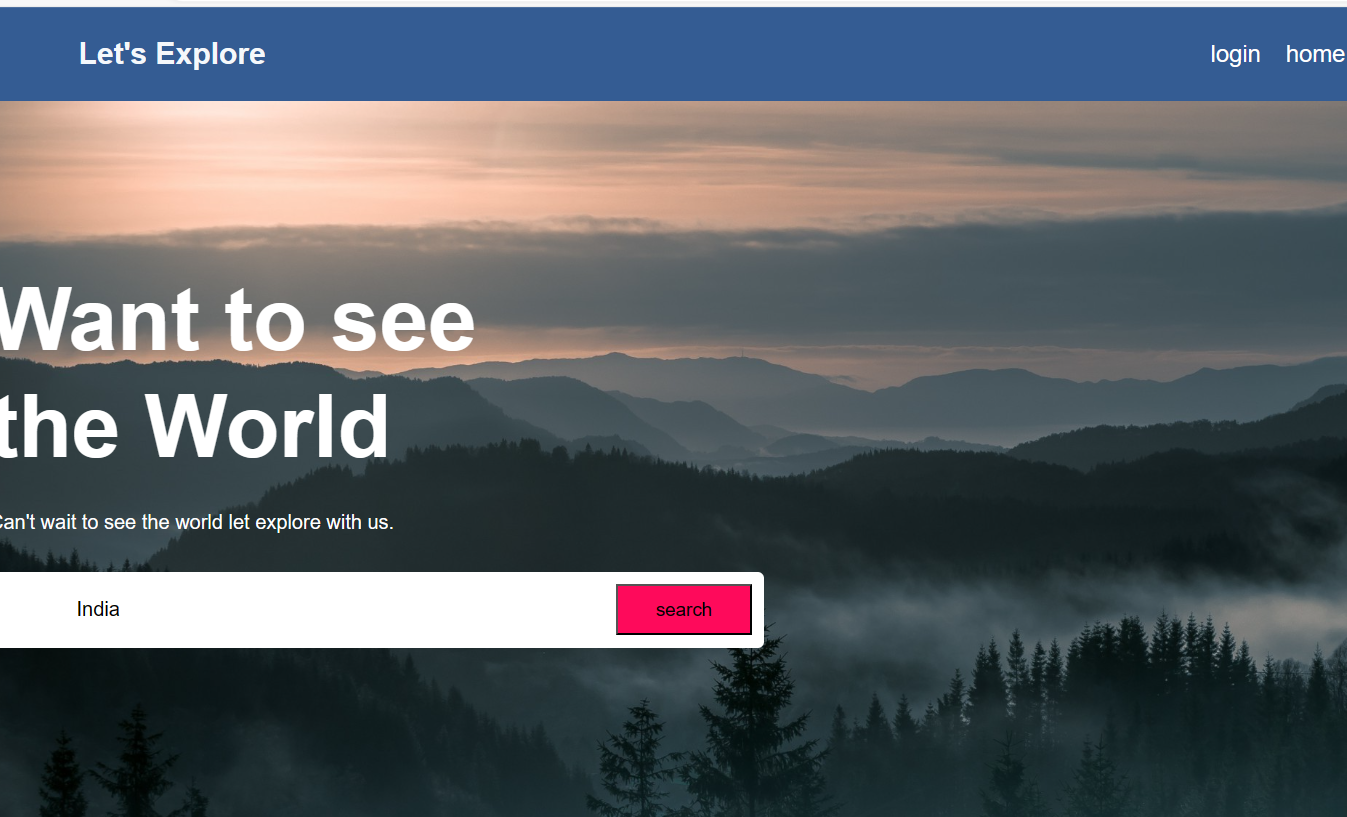 Let's Explore
login home
Want to see
the World
Can't wait to see the world let explore with us.
India
search